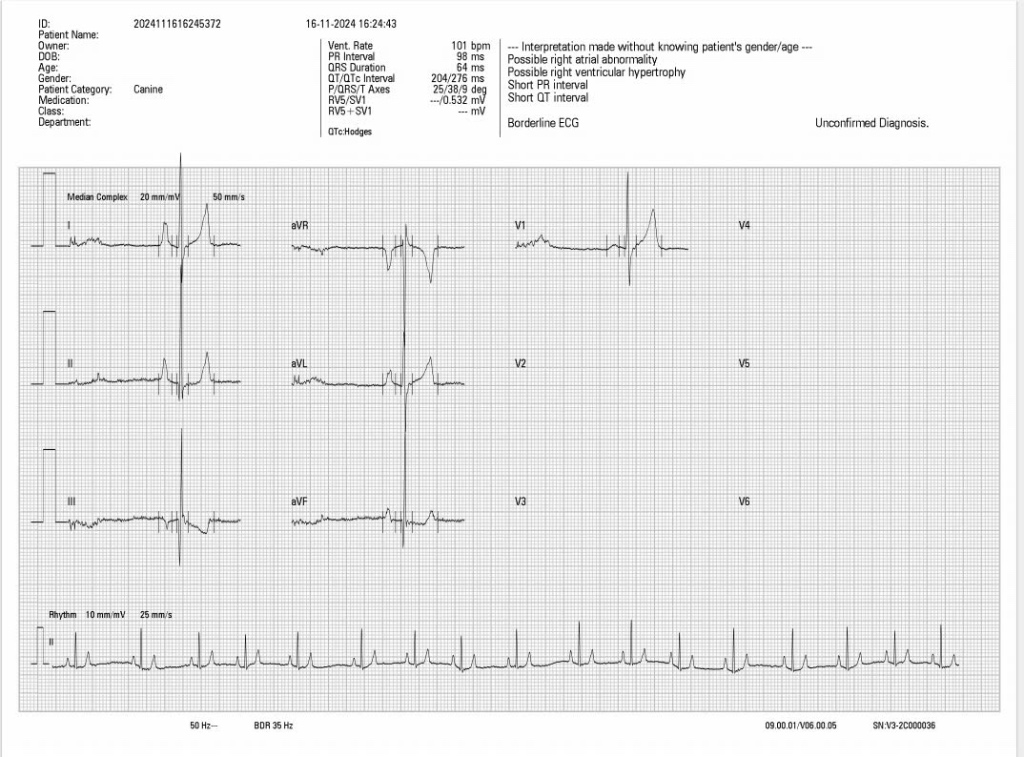 ID: 2024111616245372 16-11-2024 16:24:43
Patient Name:
Owner:
DOB:
Age:
Gender:
Patient Category: Canine
Medication:
Class:
Department:
Vent. Rate 101 bpm
PR Interval 98 ms
QRS Duration 64 ms
QT/QTc Interval 204/276 ms
P/QRS/T Axes 25/38/9 deg
RV5/SV1 ---/0.532 mV
RV5+SV1 --- mV
QTc:Hodges
--- Interpretation made without knowing patient's gender/age ---
Possible right atrial abnormality
Possible right ventricular hypertrophy
Short PR interval
Short QT interval
Borderline ECG Unconfirmed Diagnosis.
Median Complex 20 mm/mV 50 mm/s
I aVR V1 V4
II aVL V2 V5
III aVF V3 V6
Rhythm 10 mm/mV 25 mm/s
II
50 Hz--- BDR 35 Hz 09.00.01/V06.00.05 SN:V3-2C000036